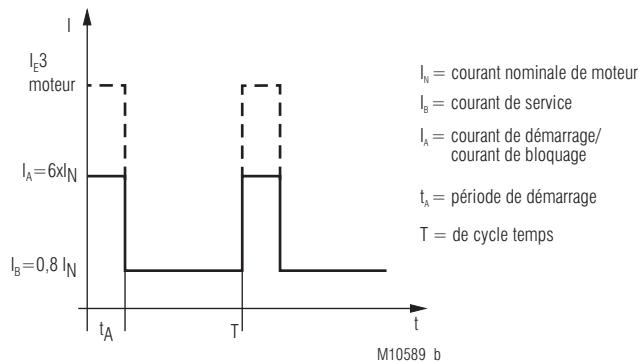 I
I_E3
moteur
I_A=6xI_N
I_B=0,8 I_N
t_A
T
t
I_N= courant nominale de moteur
I_B= courant de service
I_A= courant de démarrage/
courant de bloquage
t_A= période de démarrage
T = de cycle temps
M10589_b